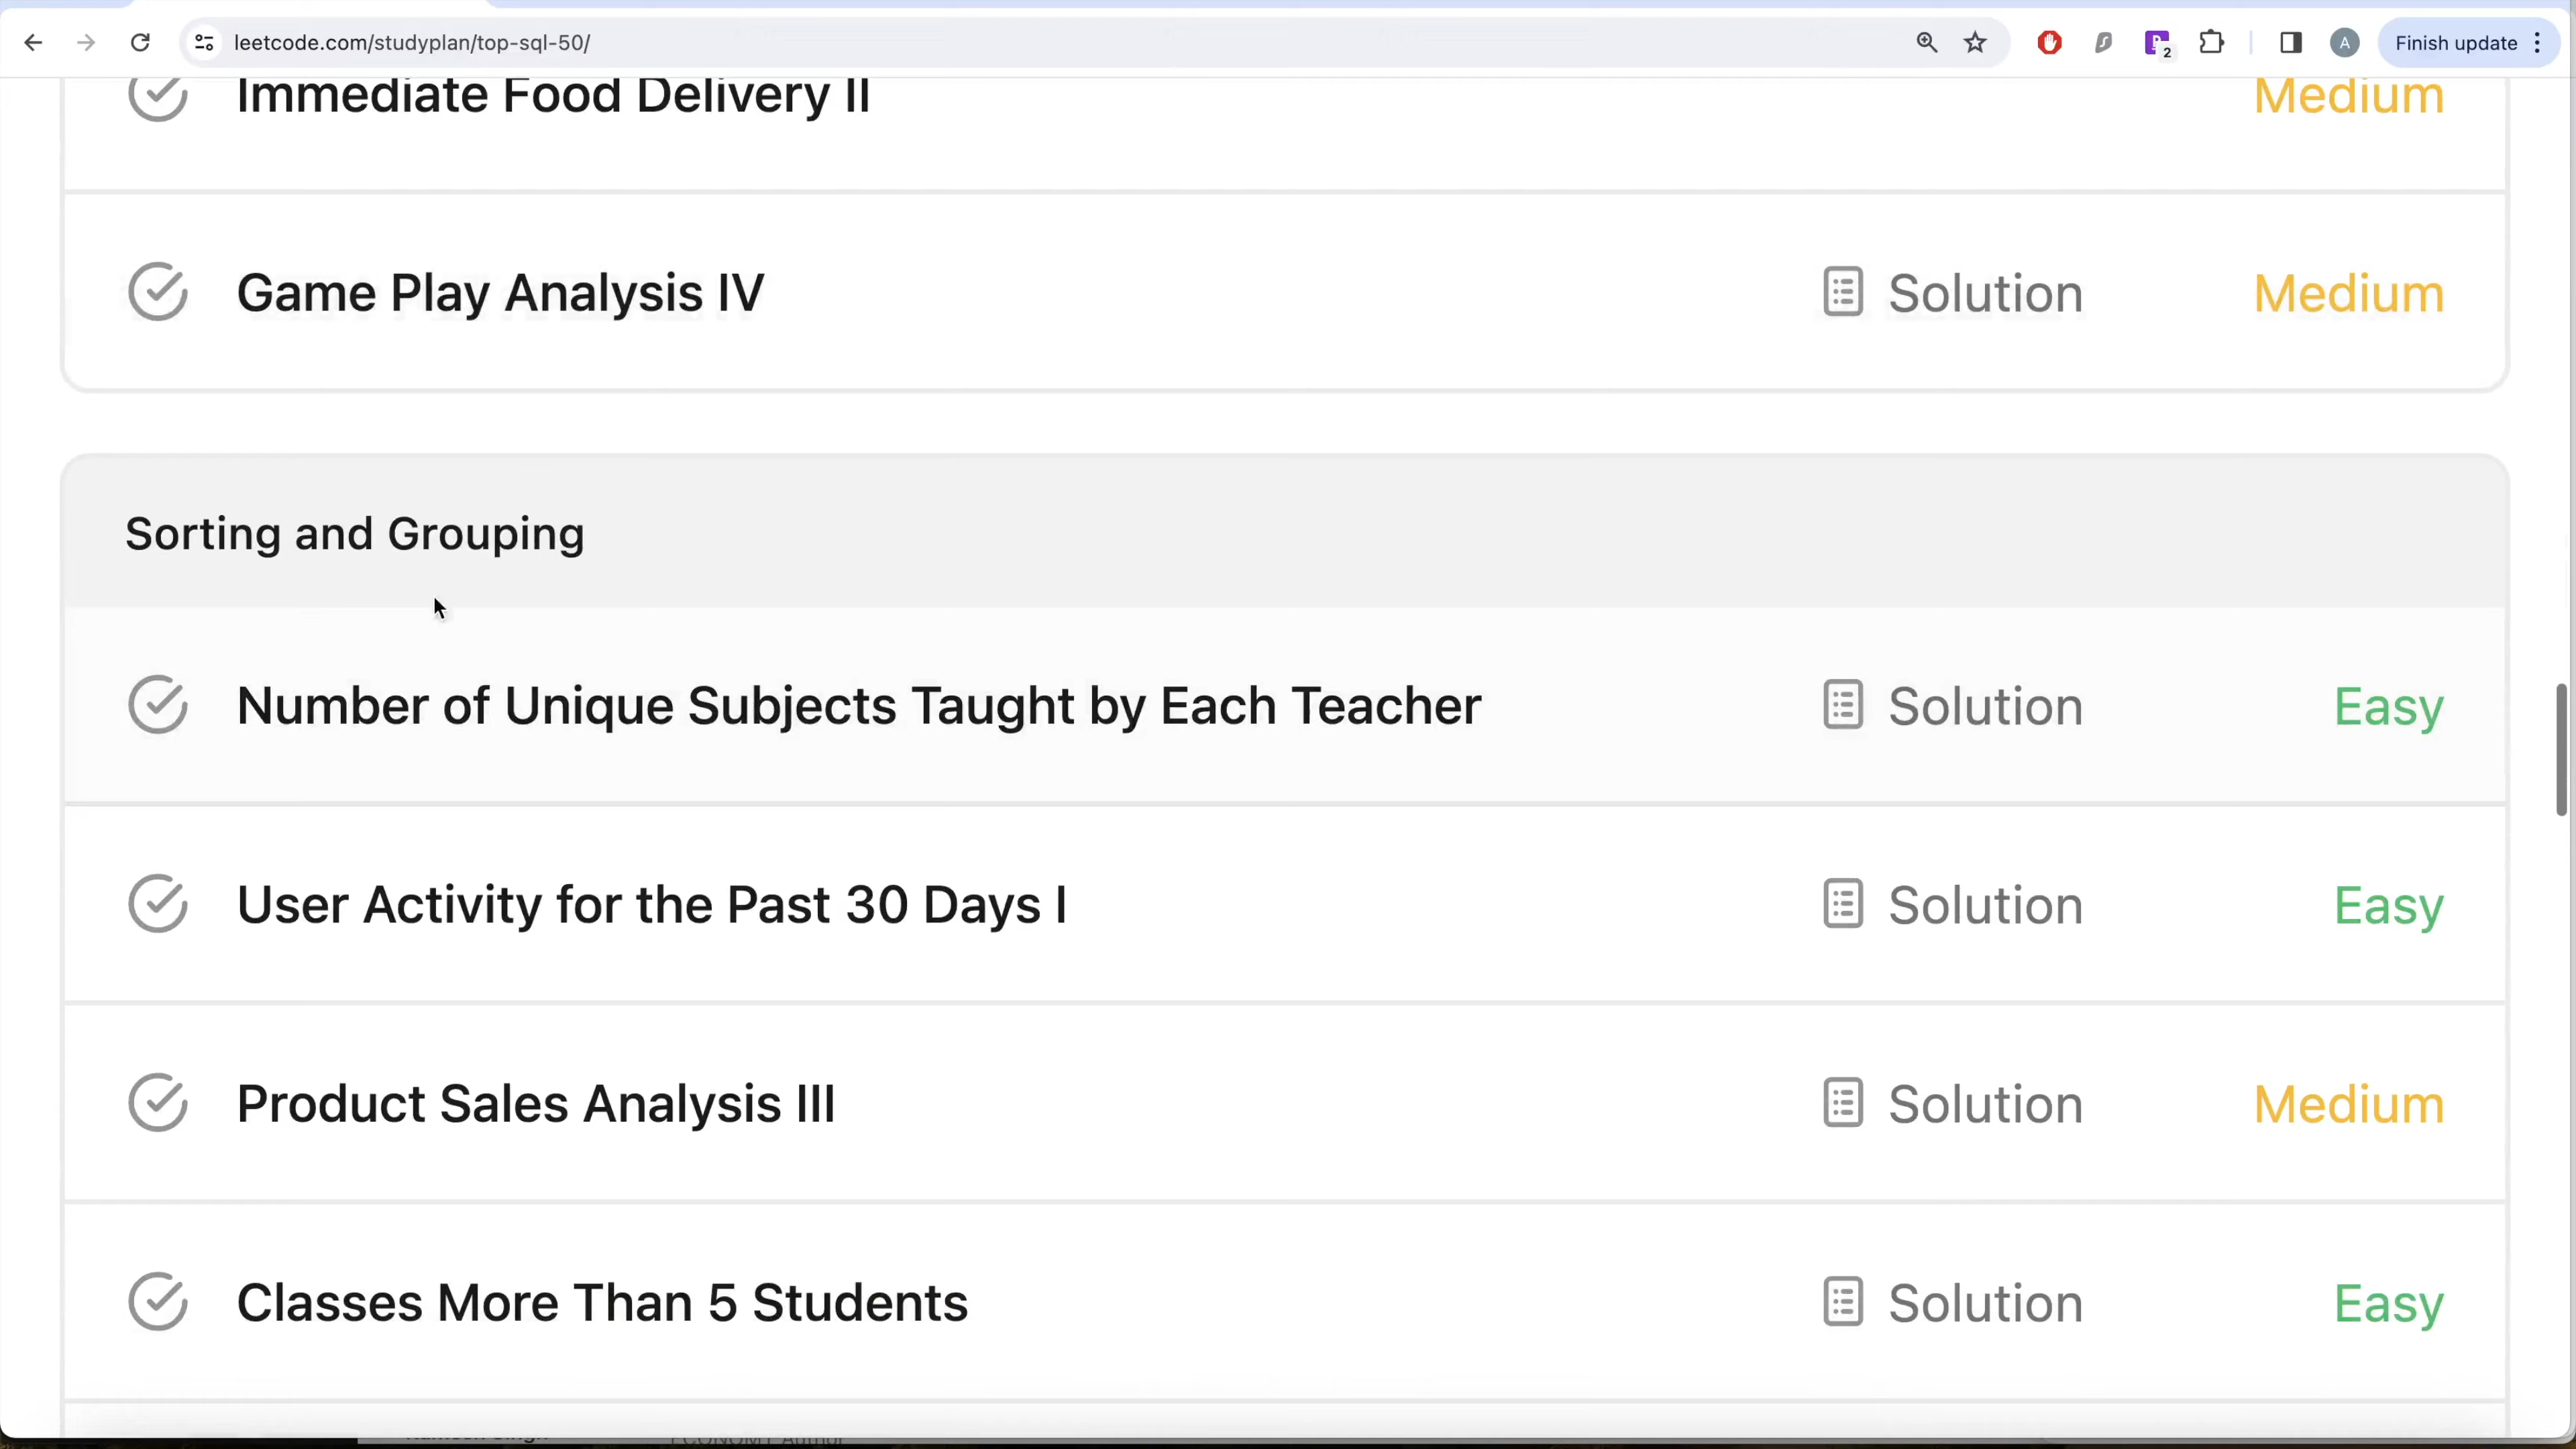 leetcode.com/studyplan/top-sql-50/
A
Finish update
2
Immediate Food Delivery II
Medium
Game Play Analysis IV
Solution
Medium
Sorting and Grouping
Number of Unique Subjects Taught by Each Teacher
Solution
Easy
User Activity for the Past 30 Days I
Solution
Easy
Product Sales Analysis III
Solution
Medium
Classes More Than 5 Students
Solution
Easy